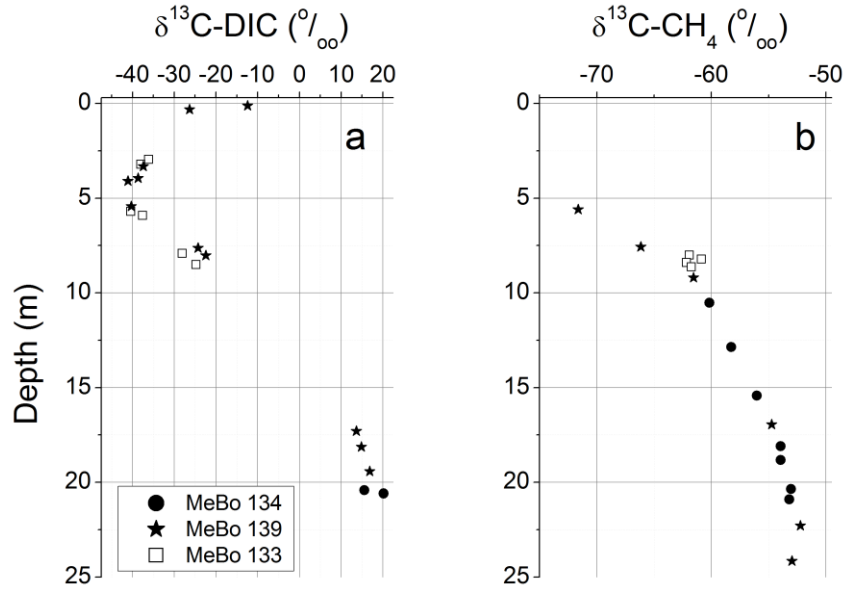 δ¹³C-DIC (º/ₒₒ)
δ¹³C-CH₄ (º/ₒₒ)
-40 -30 -20 -10 0 10 20
-70 -60 -50
a
b
Depth (m)
0
5
10
15
20
25
0
5
10
15
20
25
MeBo 134
MeBo 139
MeBo 133